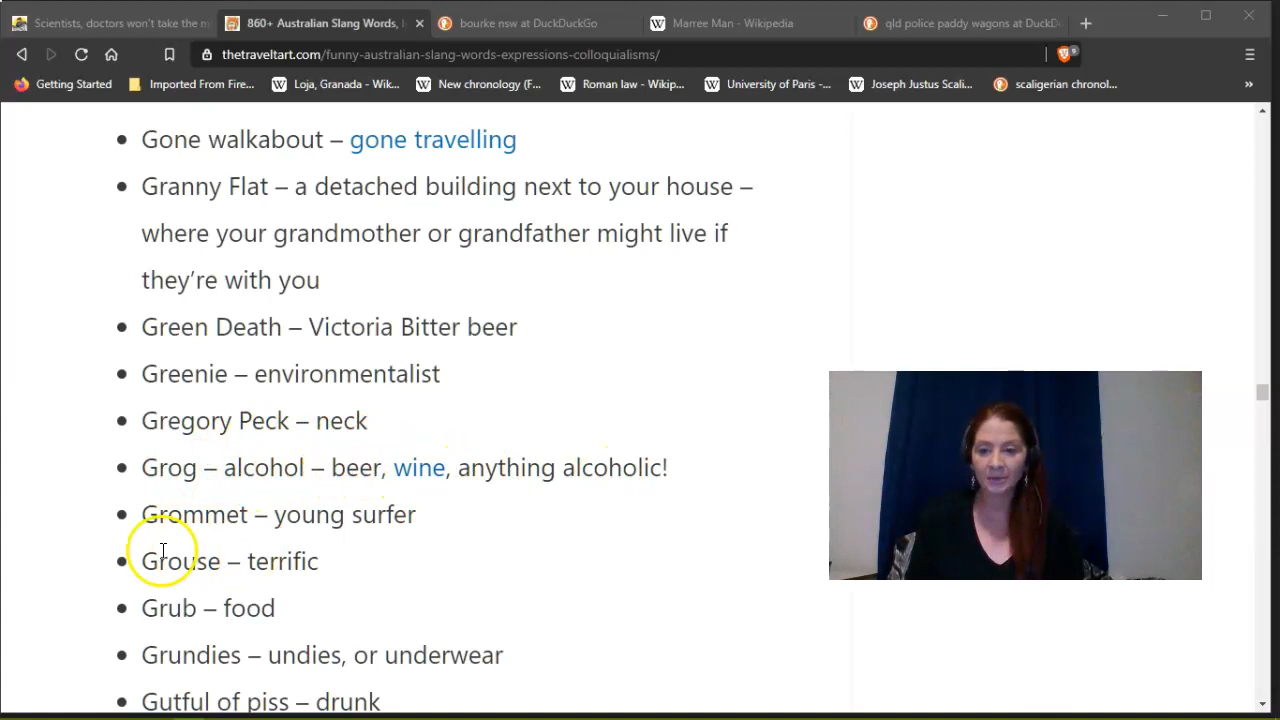 Scientists, doctors won't take the m
860+ Australian Slang Words,
bourke nsw at DuckDuckGo
Marree Man - Wikipedia
qld police paddy wagons at DuckD
thetraveltart.com/funny-australian-slang-words-expressions-colloquialisms/
9
Getting Started
Imported From Fire...
Loja, Granada - Wik...
New chronology (F...
Roman law - Wikip...
University of Paris -...
Joseph Justus Scali...
scaligerian chronol...
»
• Gone walkabout – gone travelling
• Granny Flat – a detached building next to your house –
where your grandmother or grandfather might live if
they’re with you
• Green Death – Victoria Bitter beer
• Greenie – environmentalist
• Gregory Peck – neck
• Grog – alcohol – beer, wine, anything alcoholic!
• Grommet – young surfer
• Grouse – terrific
• Grub – food
• Grundies – undies, or underwear
• Gutful of piss – drunk